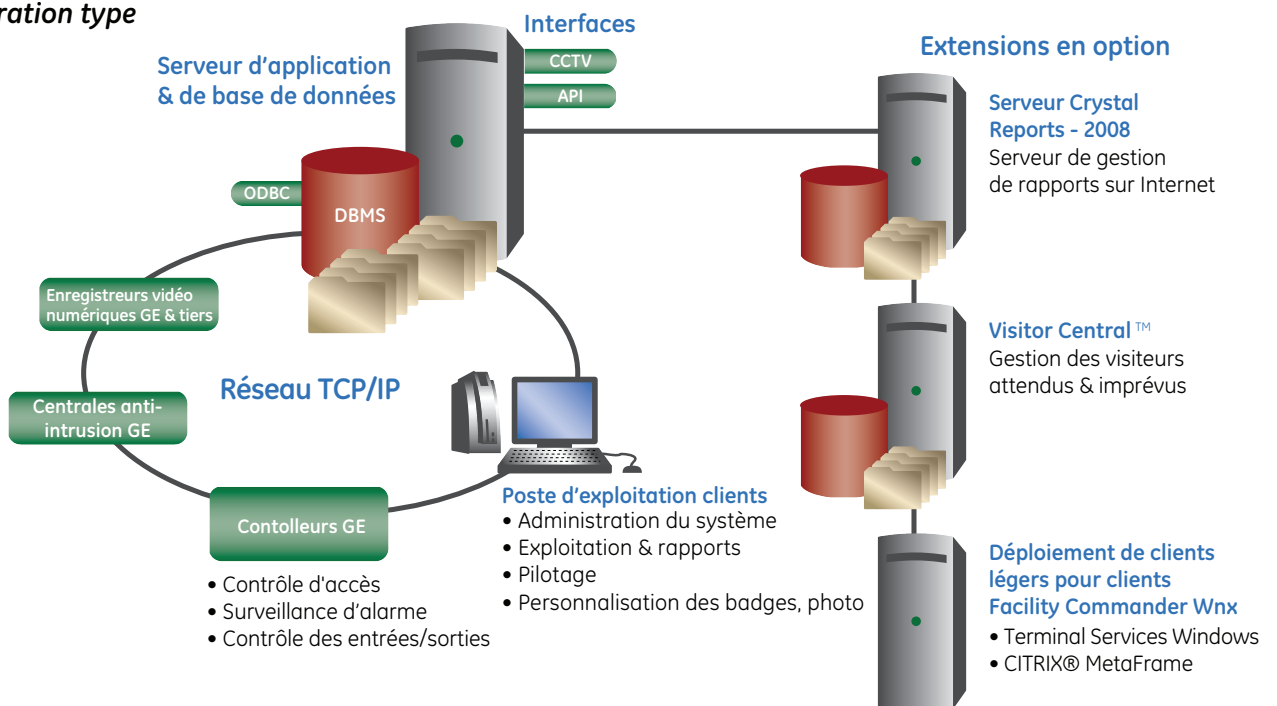 ration type
Interfaces
CCTV
API
Serveur d'application
& de base de données
ODBC
DBMS
Enregistreurs vidéo
numériques GE & tiers
Réseau TCP/IP
Centrales anti-
intrusion GE
Contolleurs GE
• Contrôle d'accès
• Surveillance d'alarme
• Contrôle des entrées/sorties
Poste d'exploitation clients
• Administration du système
• Exploitation & rapports
• Pilotage
• Personnalisation des badges, photo
Extensions en option
Serveur Crystal
Reports - 2008
Serveur de gestion
de rapports sur Internet
Visitor Central™
Gestion des visiteurs
attendus & imprévus
Déploiement de clients
légers pour clients
Facility Commander Wnx
• Terminal Services Windows
• CITRIX® MetaFrame